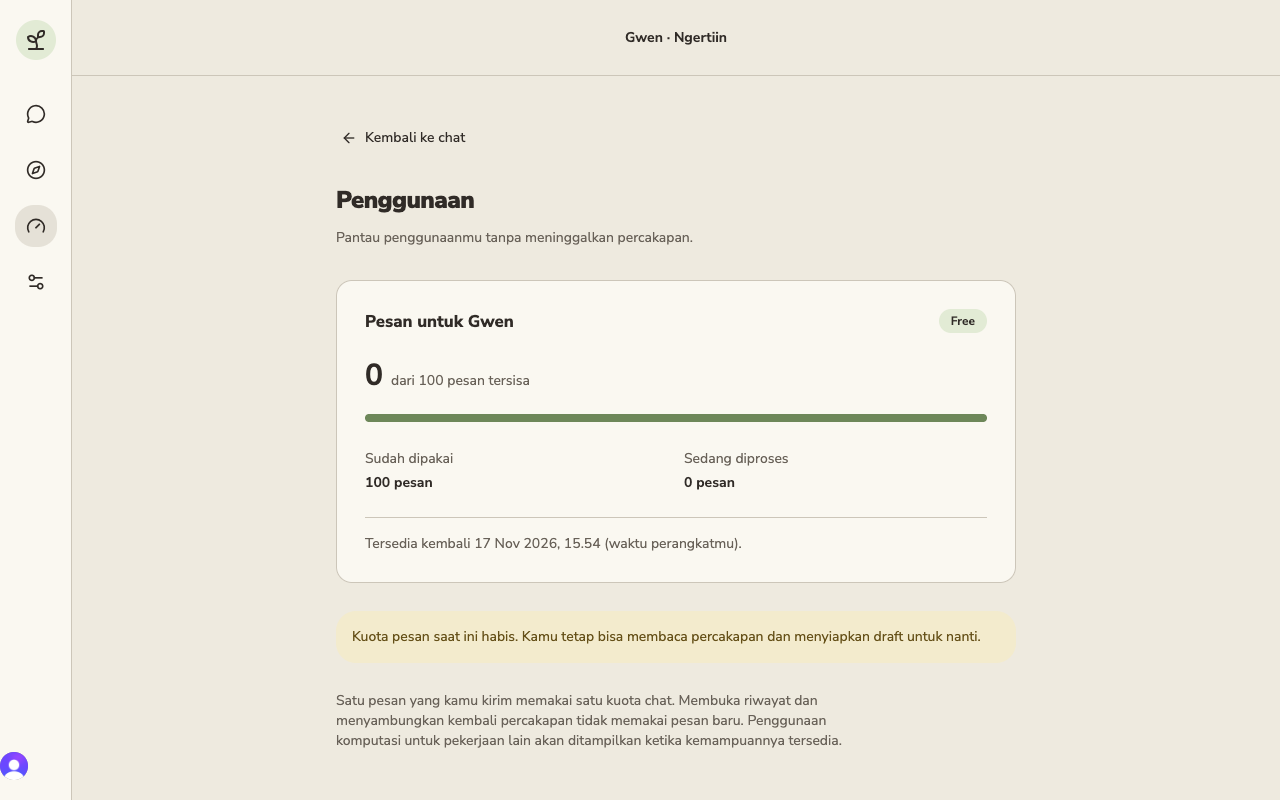 Gwen · Ngertiin
Kembali ke chat
Penggunaan
Pantau penggunaanmu tanpa meninggalkan percakapan.
Pesan untuk Gwen
Free
0 dari 100 pesan tersisa
Sudah dipakai
100 pesan
Sedang diproses
0 pesan
Tersedia kembali 17 Nov 2026, 15.54 (waktu perangkatmu).
Kuota pesan saat ini habis. Kamu tetap bisa membaca percakapan dan menyiapkan draft untuk nanti.
Satu pesan yang kamu kirim memakai satu kuota chat. Membuka riwayat dan
menyambungkan kembali percakapan tidak memakai pesan baru. Penggunaan
komputasi untuk pekerjaan lain akan ditampilkan ketika kemampuannya tersedia.